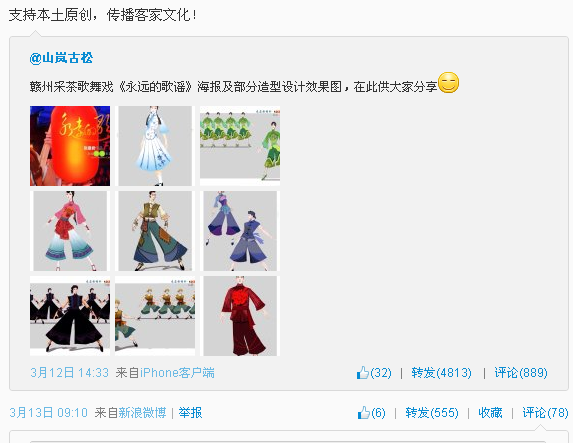 支持本土原创，传播客家文化！
@山岚古松
赣州采茶歌舞戏《永远的歌谣》海报及部分造型设计效果图，在此供大家分享
3月12日 14:33 来自iPhone客户端
(32) | 转发(4813) | 评论(889)
3月13日 09:10 来自新浪微博 | 举报
(6) | 转发(555) | 收藏 | 评论(78)